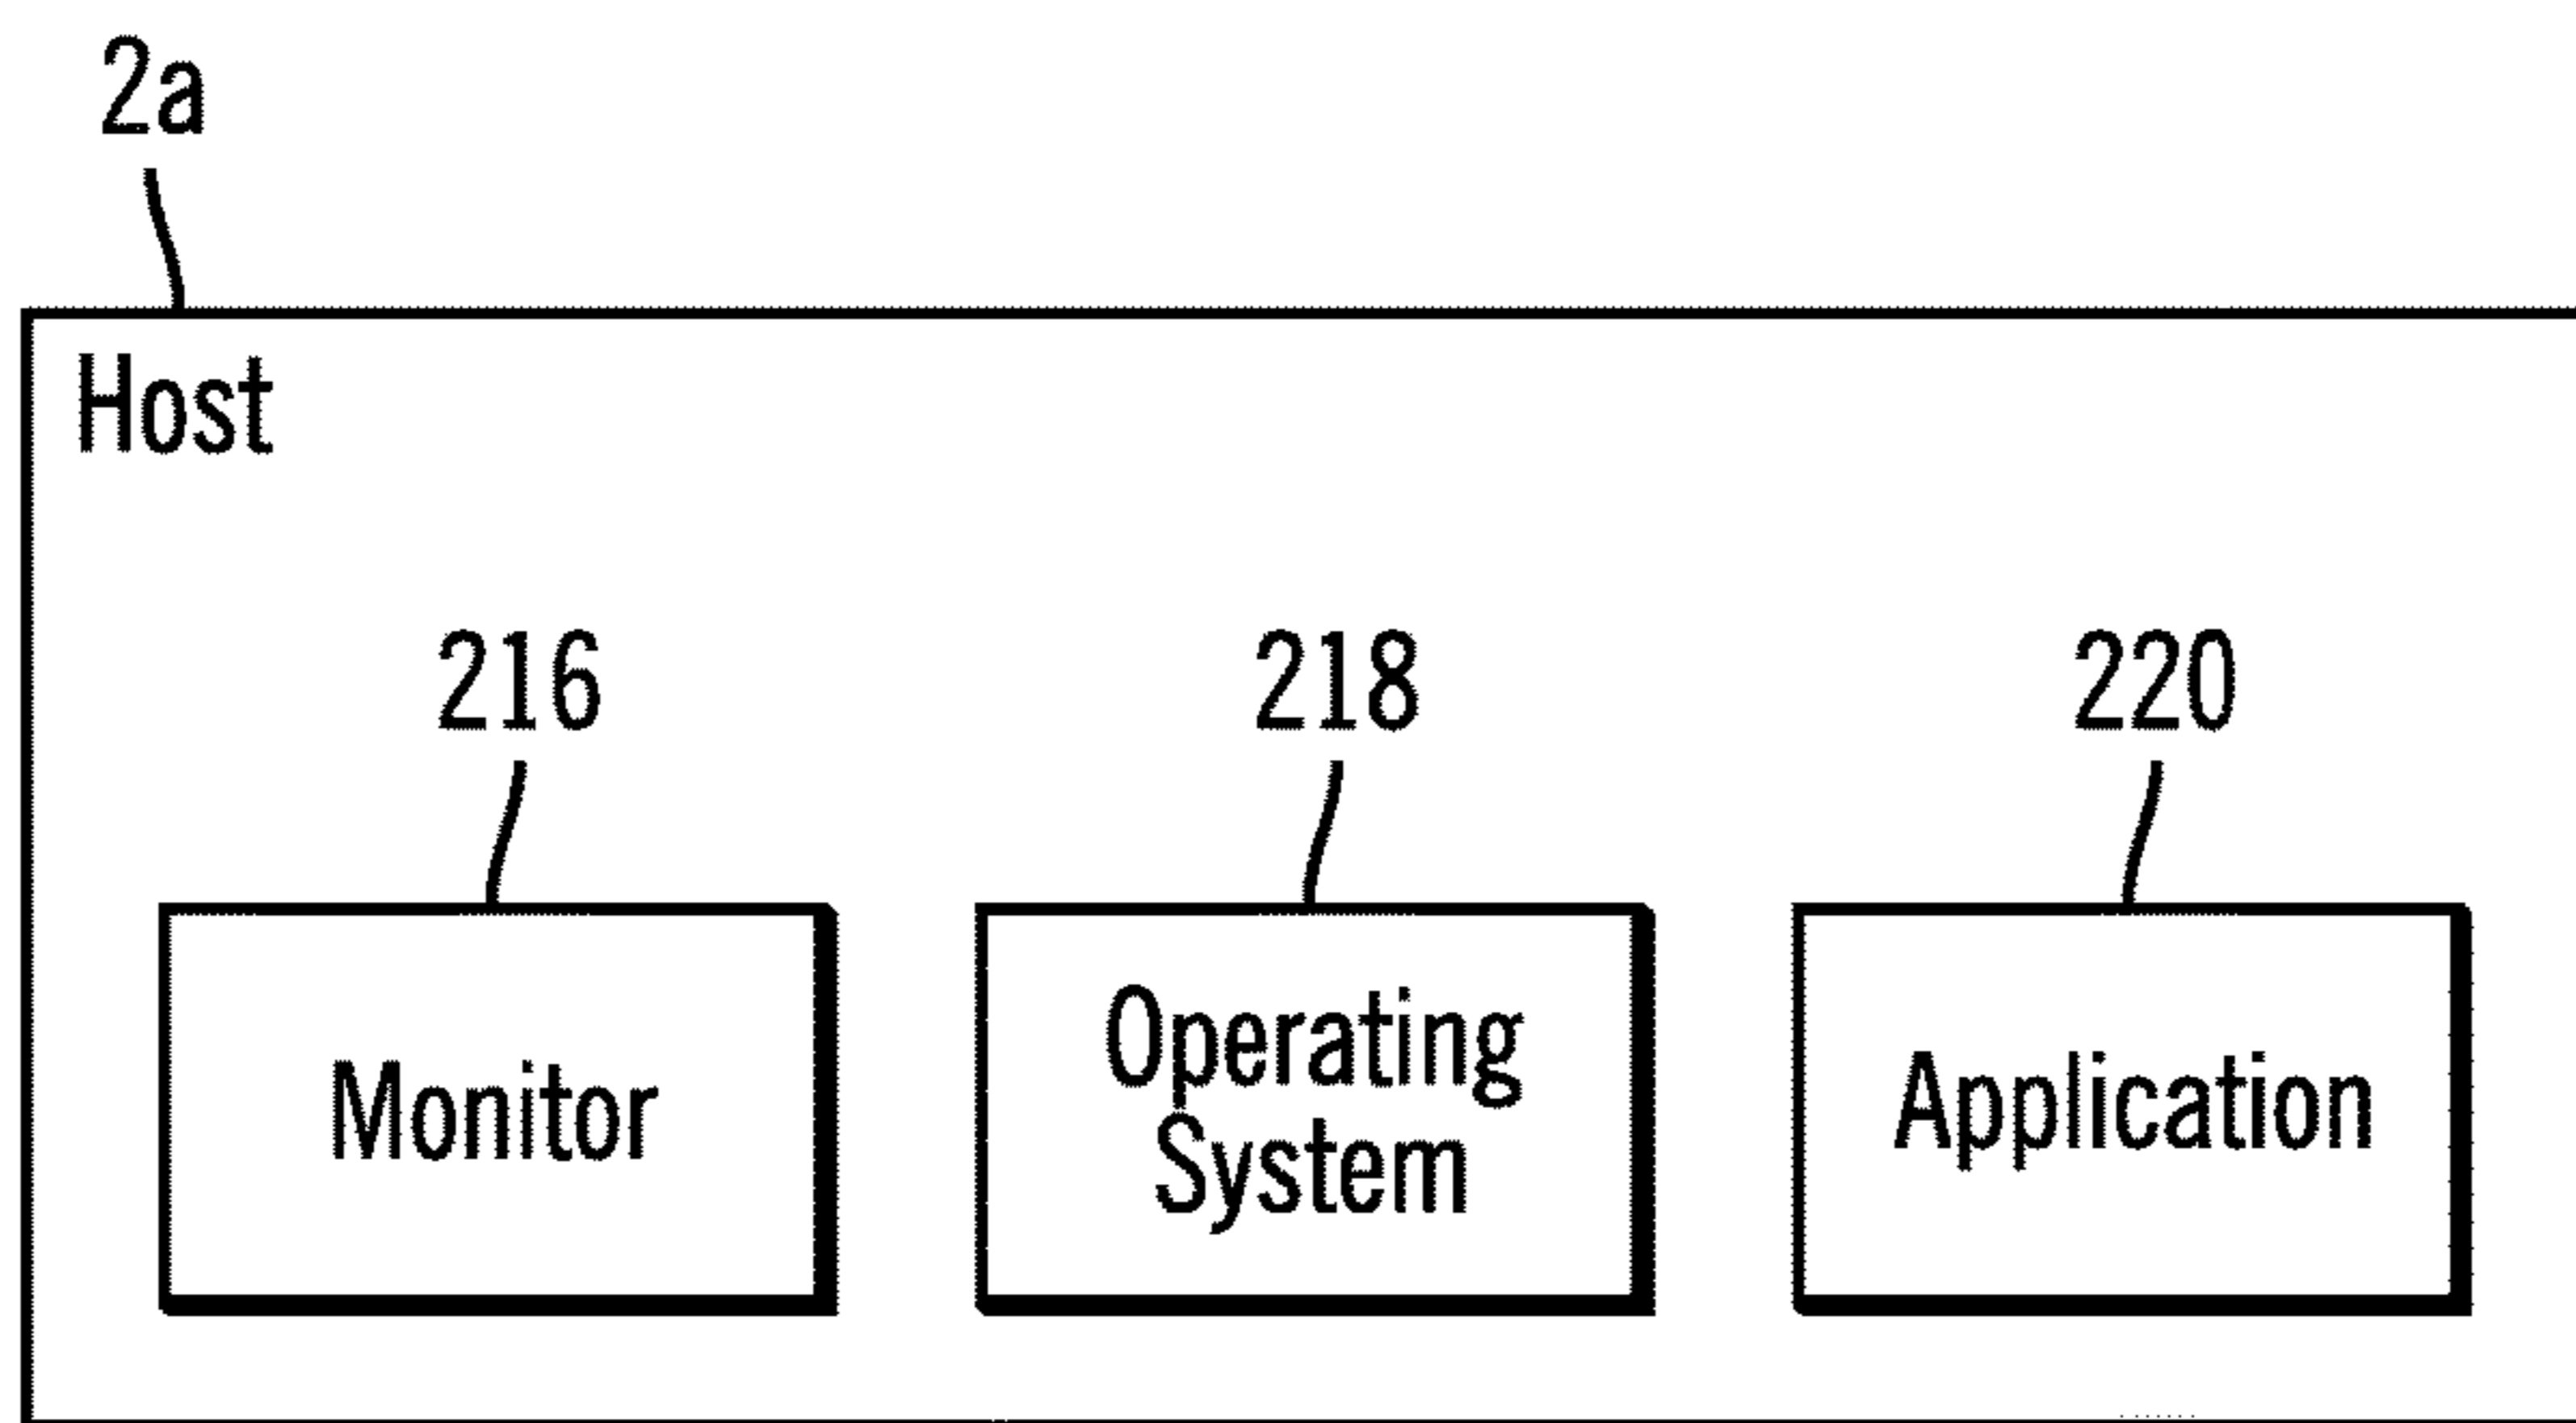 2a
Host
216
218
220
Monitor
Operating
System
Application